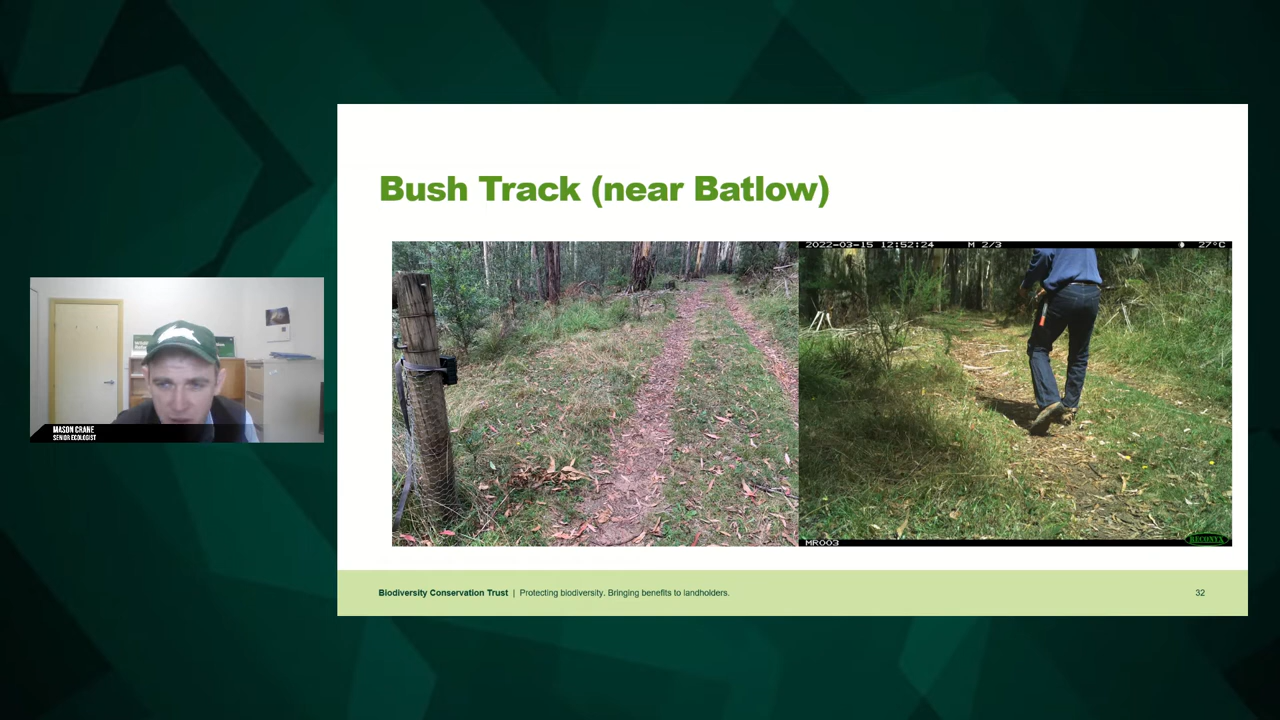 Bush Track (near Batlow)
2022-03-15 12:52:24 M 2/3 27°C
MASON CRANE
SENIOR ECOLOGIST
MR003
RECONYX
Biodiversity Conservation Trust | Protecting biodiversity. Bringing benefits to landholders.
32